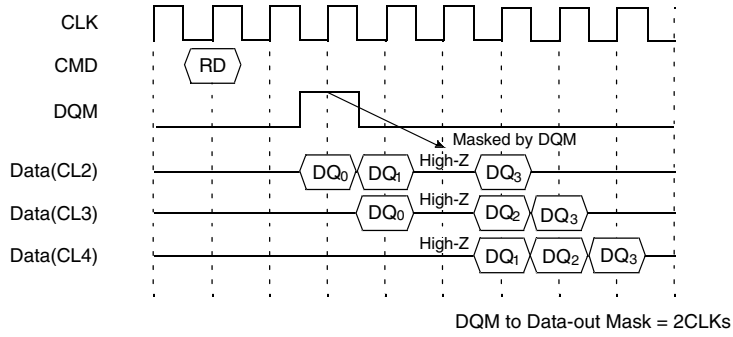 CLK
CMD RD
DQM
Masked by DQM
Data(CL2) DQ0 DQ1 High-Z DQ3
Data(CL3) DQ0 High-Z DQ2 DQ3
Data(CL4) High-Z DQ1 DQ2 DQ3
DQM to Data-out Mask = 2CLKs